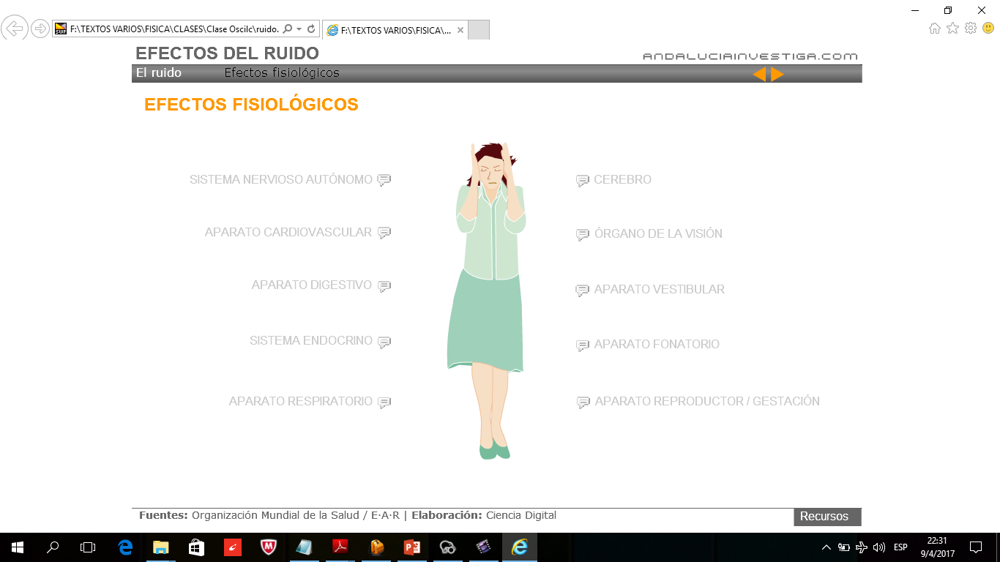 F:\TEXTOS VARIOS\FISICA\CLASES\Clase Oscilc\ruido.
F:\TEXTOS VARIOS\FISICA\...
EFECTOS DEL RUIDO
ANDALUCIAINVESTIGA.COM
El ruido
Efectos fisiológicos
EFECTOS FISIOLÓGICOS
SISTEMA NERVIOSO AUTÓNOMO
CEREBRO
APARATO CARDIOVASCULAR
ÓRGANO DE LA VISIÓN
APARATO DIGESTIVO
APARATO VESTIBULAR
SISTEMA ENDOCRINO
APARATO FONATORIO
APARATO RESPIRATORIO
APARATO REPRODUCTOR / GESTACIÓN
Fuentes: Organización Mundial de la Salud / E·A·R | Elaboración: Ciencia Digital
Recursos
ESP
22:31
9/4/2017